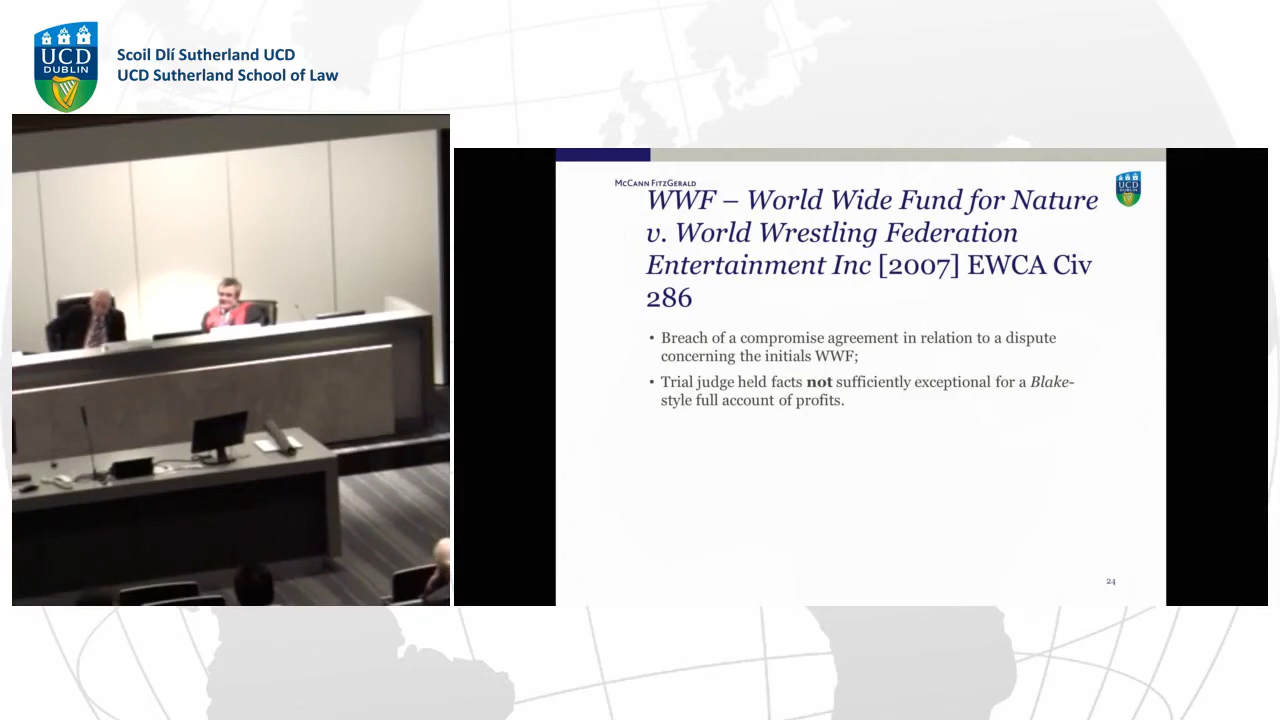 UCD
DUBLIN
Scoil Dlí Sutherland UCD
UCD Sutherland School of Law
McCann FitzGerald
UCD
DUBLIN
WWF – World Wide Fund for Nature
v. World Wrestling Federation
Entertainment Inc [2007] EWCA Civ
286
• Breach of a compromise agreement in relation to a dispute
concerning the initials WWF;
• Trial judge held facts not sufficiently exceptional for a Blake-
style full account of profits.
24